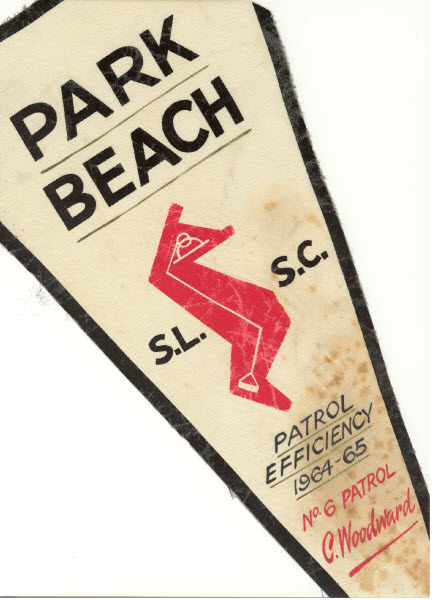 PARK
BEACH
S.L. S.C.
PATROL
EFFICIENCY
1964-65
No. 6 PATROL
C. Woodward